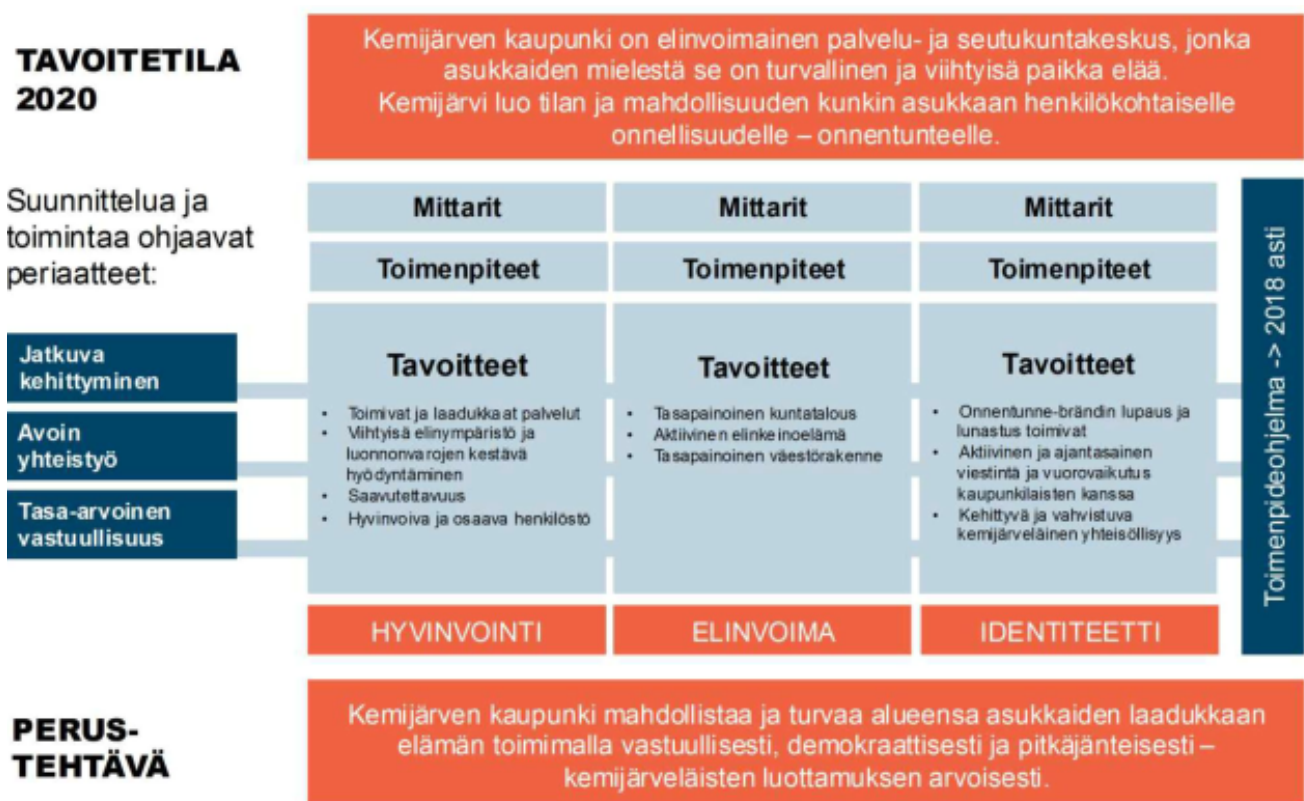 TAVOITETILA
2020
Kemijärven kaupunki on elinvoimainen palvelu- ja seutukuntakeskus, jonka
asukkaiden mielestä se on turvallinen ja viihtyisä paikka elää.
Kemijärvi luo tilan ja mahdollisuuden kunkin asukkaan henkilökohtaiselle
onnellisuudelle – onnentunteelle.
Suunnittelua ja
toimintaa ohjaavat
periaatteet:
Jatkuva
kehittyminen
Avoin
yhteistyö
Tasa-arvoinen
vastuullisuus
Mittarit
Toimenpiteet
Tavoitteet
• Toimivat ja laadukkaat palvelut
• Viihtyisä elinympäristö ja
luonnonvarojen kestävä
hyödyntäminen
• Saavutettavuus
• Hyvinvoiva ja osaava henkilöstö
HYVINVOINTI
Mittarit
Toimenpiteet
Tavoitteet
• Tasapainoinen kuntatalous
• Aktiivinen elinkeinoelämä
• Tasapainoinen väestörakenne
ELINVOIMA
Mittarit
Toimenpiteet
Tavoitteet
• Onnentunne-brändin lupaus ja
lunastus toimivat
• Aktiivinen ja ajantasainen
viestintä ja vuorovaikutus
kaupunkilaisten kanssa
• Kehittyvä ja vahvistuva
kemijärveläinen yhteisöllisyys
IDENTITEETTI
Toimenpideohjelma -> 2018 asti
PERUS-
TEHTÄVÄ
Kemijärven kaupunki mahdollistaa ja turvaa alueensa asukkaiden laadukkaan
elämän toimimalla vastuullisesti, demokraattisesti ja pitkäjänteisesti –
kemijärveläisten luottamuksen arvoisesti.